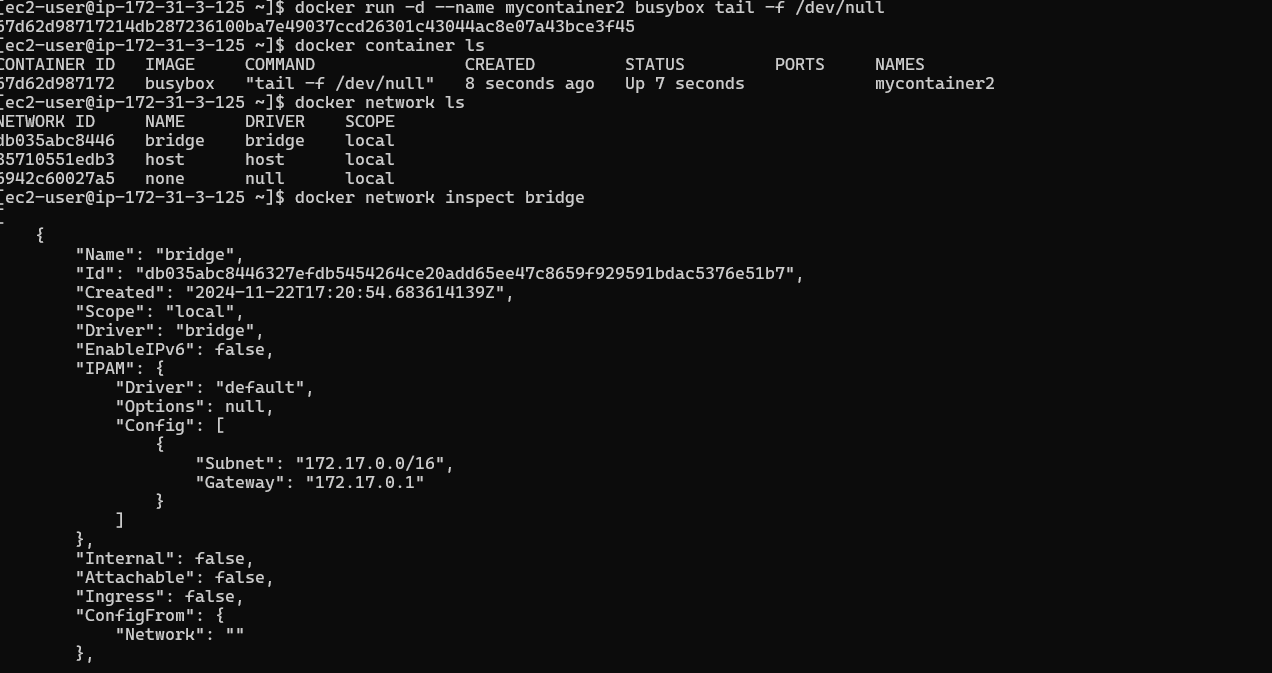 [ec2-user@ip-172-31-3-125 ~]$ docker run -d --name mycontainer2 busybox tail -f /dev/null
67d62d98717214db287236100ba7e49037ccd26301c43044ac8e07a43bce3f45
[ec2-user@ip-172-31-3-125 ~]$ docker container ls
CONTAINER ID   IMAGE     COMMAND               CREATED         STATUS         PORTS     NAMES
67d62d987172   busybox   "tail -f /dev/null"   8 seconds ago   Up 7 seconds             mycontainer2
[ec2-user@ip-172-31-3-125 ~]$ docker network ls
NETWORK ID     NAME      DRIVER    SCOPE
db035abc8446   bridge    bridge    local
85710551edb3   host      host      local
6942c60027a5   none      null      local
[ec2-user@ip-172-31-3-125 ~]$ docker network inspect bridge
[
    {
        "Name": "bridge",
        "Id": "db035abc8446327efdb5454264ce20add65ee47c8659f929591bdac5376e51b7",
        "Created": "2024-11-22T17:20:54.683614139Z",
        "Scope": "local",
        "Driver": "bridge",
        "EnableIPv6": false,
        "IPAM": {
            "Driver": "default",
            "Options": null,
            "Config": [
                {
                    "Subnet": "172.17.0.0/16",
                    "Gateway": "172.17.0.1"
                }
            ]
        },
        "Internal": false,
        "Attachable": false,
        "Ingress": false,
        "ConfigFrom": {
            "Network": ""
        },